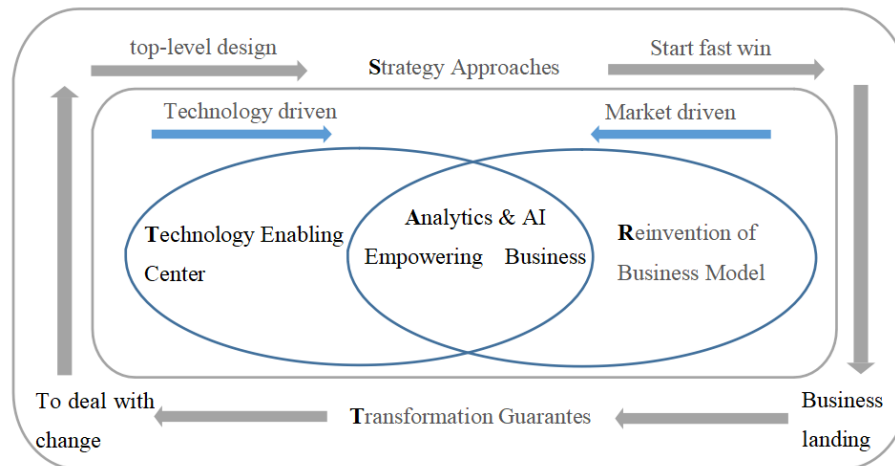 top-level design
Strategy Approaches
Start fast win
Technology driven
Market driven
Technology Enabling
Center
Analytics & AI
Empowering Business
Reinvention of
Business Model
To deal with
change
Transformation Guarantes
Business
landing